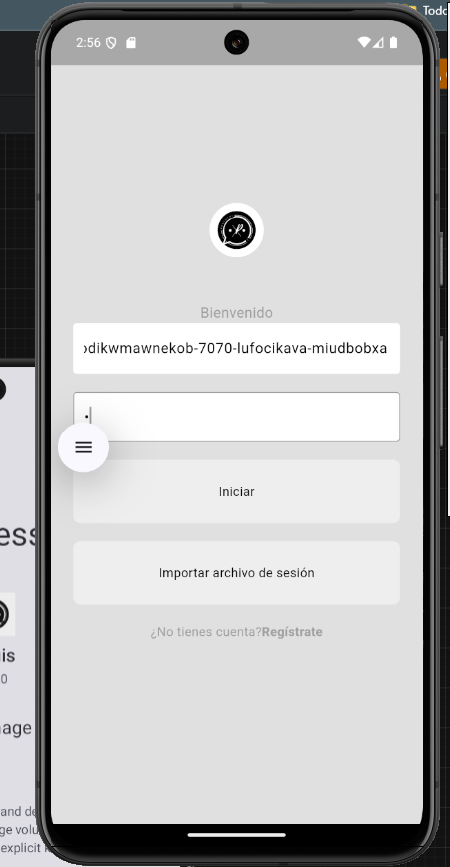 Todo
2:56
Bienvenido
dikwmawnekob-7070-lufocikava-miudbobxa
Iniciar
Importar archivo de sesión
¿No tienes cuenta?Regístrate
ess
is
0
age
and de
ge volu
explicit